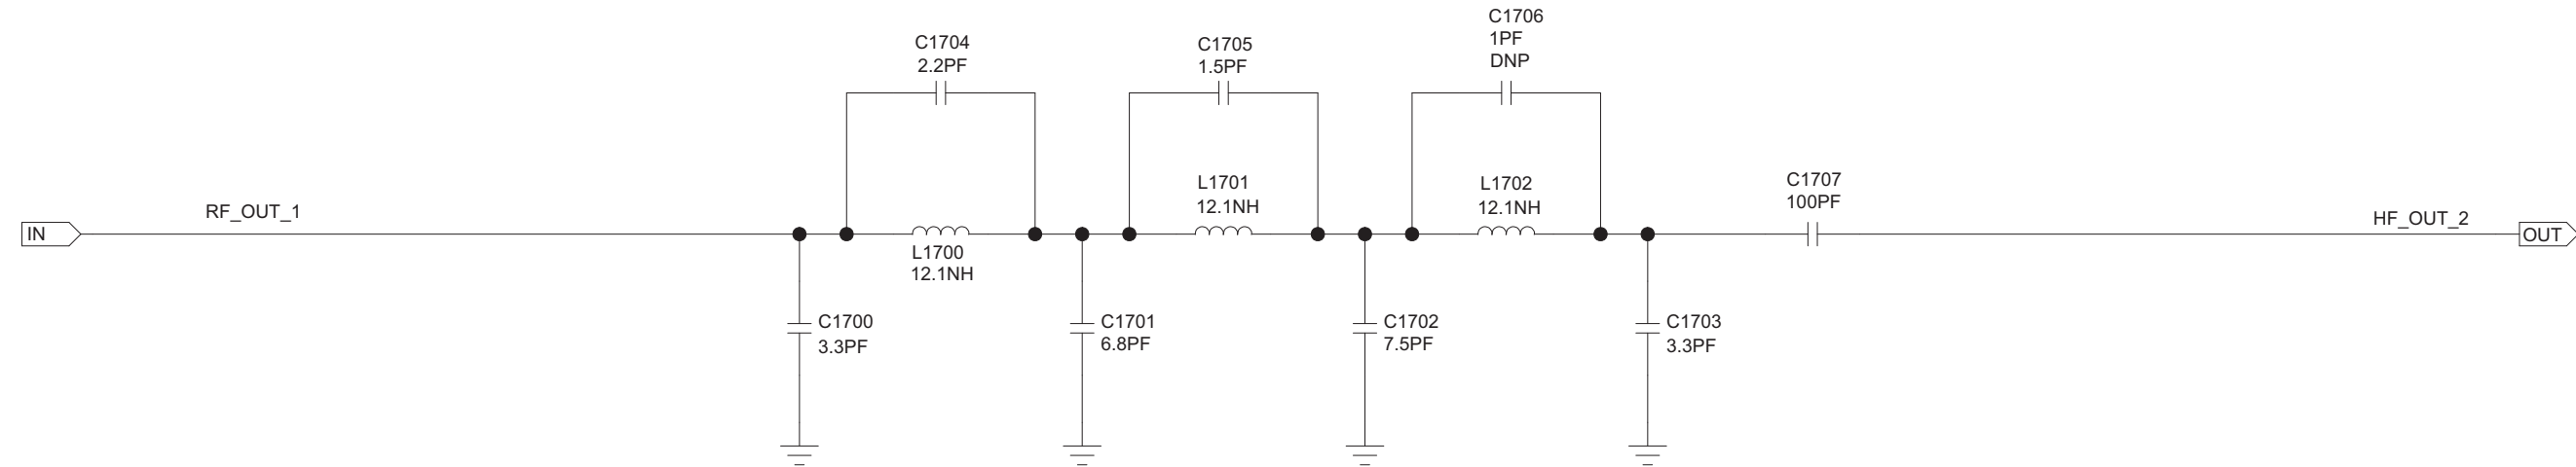 C1704
2.2PF
C1705
1.5PF
C1706
1PF
DNP
IN
RF_OUT_1
L1700
12.1NH
L1701
12.1NH
L1702
12.1NH
C1707
100PF
HF_OUT_2
OUT
C1700
3.3PF
C1701
6.8PF
C1702
7.5PF
C1703
3.3PF